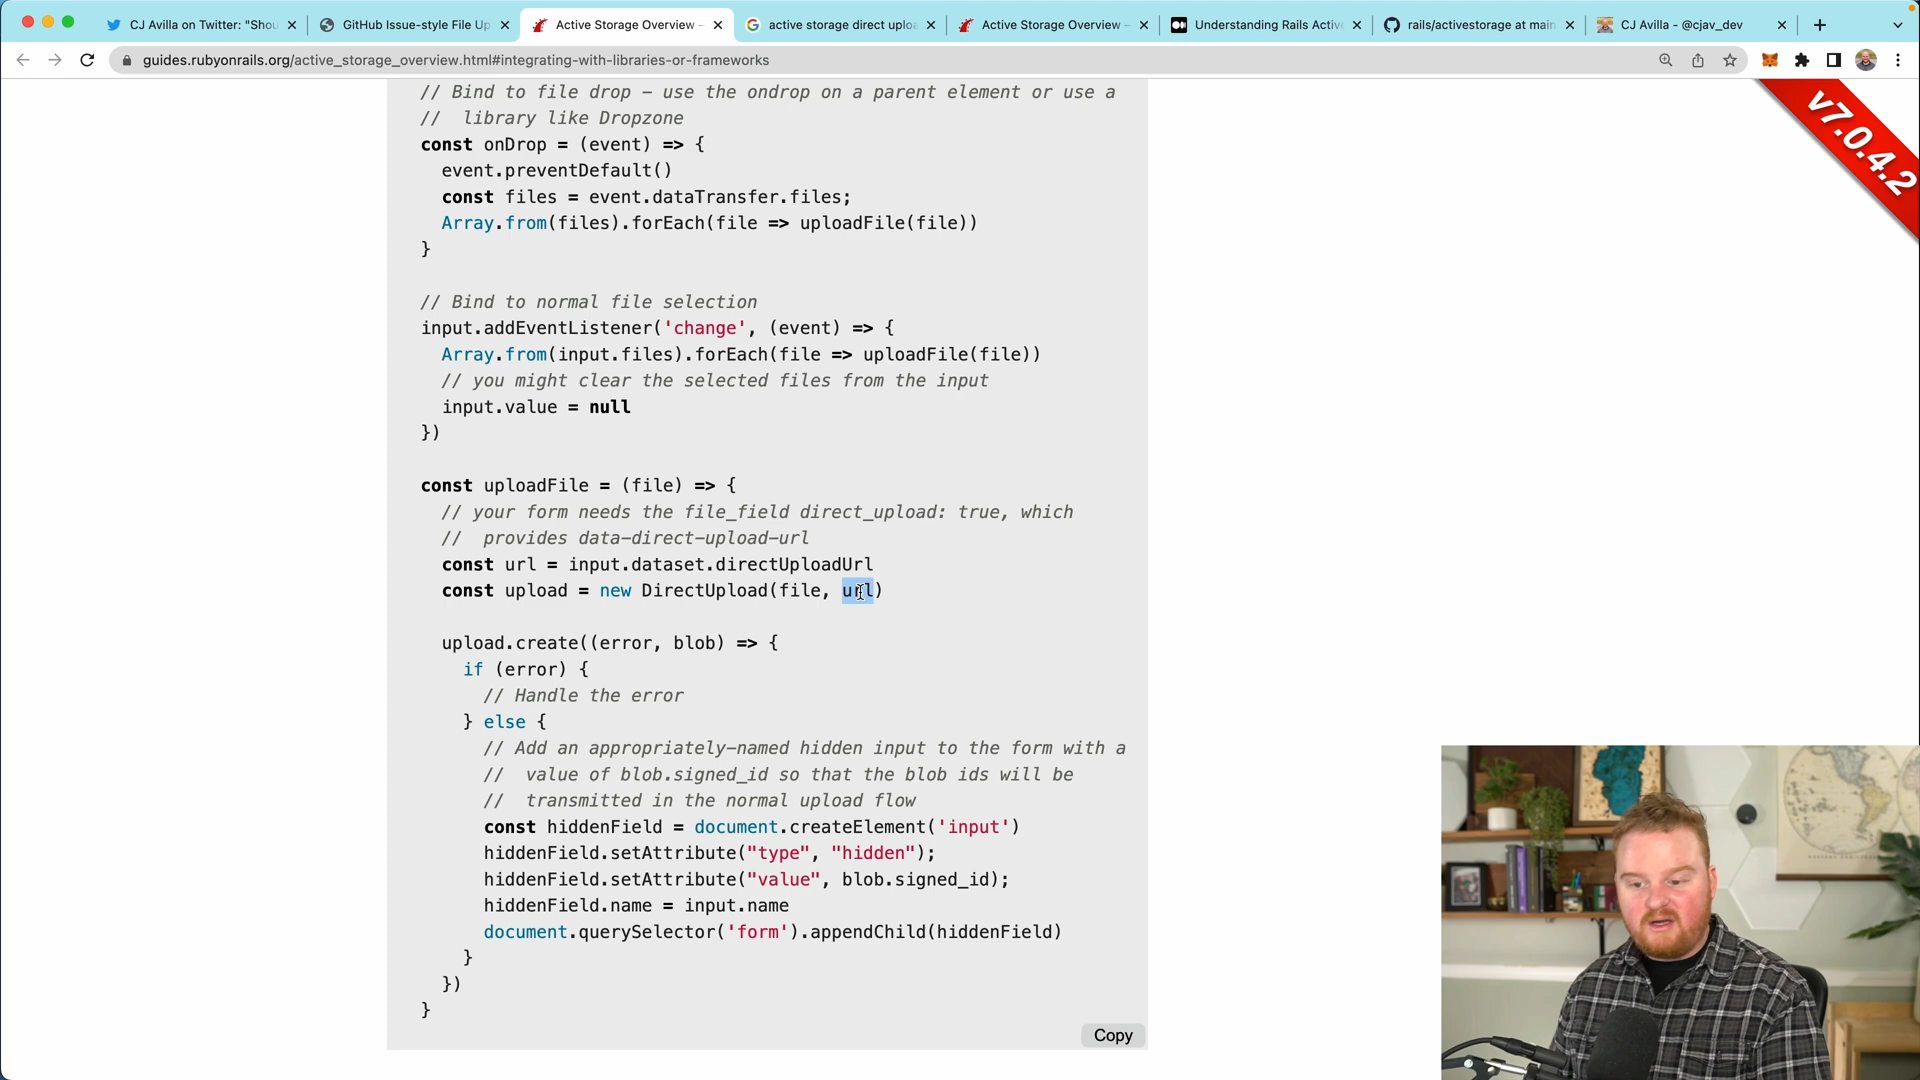 CJ Avilla on Twitter: "Shou
GitHub Issue-style File Up
Active Storage Overview —
active storage direct uploa
Active Storage Overview —
Understanding Rails Active
rails/activestorage at main
CJ Avilla - @cjav_dev
guides.rubyonrails.org/active_storage_overview.html#integrating-with-libraries-or-frameworks
v7.0.4.2
// Bind to file drop - use the ondrop on a parent element or use a
//  library like Dropzone
const onDrop = (event) => {
  event.preventDefault()
  const files = event.dataTransfer.files;
  Array.from(files).forEach(file => uploadFile(file))
}
// Bind to normal file selection
input.addEventListener('change', (event) => {
  Array.from(input.files).forEach(file => uploadFile(file))
  // you might clear the selected files from the input
  input.value = null
})
const uploadFile = (file) => {
  // your form needs the file_field direct_upload: true, which
  //  provides data-direct-upload-url
  const url = input.dataset.directUploadUrl
  const upload = new DirectUpload(file, url)
  upload.create((error, blob) => {
    if (error) {
      // Handle the error
    } else {
      // Add an appropriately-named hidden input to the form with a
      //  value of blob.signed_id so that the blob ids will be
      //  transmitted in the normal upload flow
      const hiddenField = document.createElement('input')
      hiddenField.setAttribute("type", "hidden");
      hiddenField.setAttribute("value", blob.signed_id);
      hiddenField.name = input.name
      document.querySelector('form').appendChild(hiddenField)
    }
  })
}
Copy